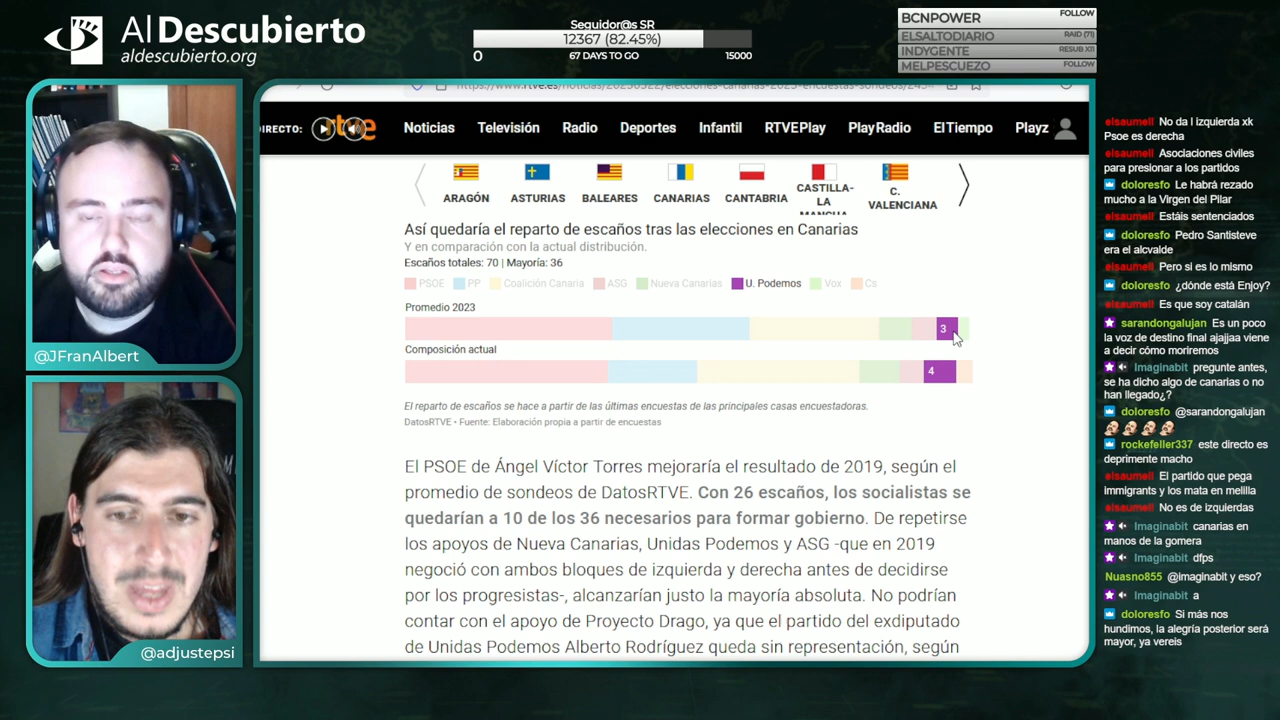 Al Descubierto
aldescubierto.org
Seguidor@s SR
12367 (82.45%)
0
67 DAYS TO GO
15000
BCNPOWER FOLLOW
ELSALTODIARIO RAID (71)
INDYGENTE RESUB X11
MELPESCUEZO FOLLOW
@JFranAlbert
@adjustepsi
DIRECTO:
rtve
Noticias
Televisión
Radio
Deportes
Infantil
RTVEPlay
PlayRadio
ElTiempo
Playz
ARAGÓN
ASTURIAS
BALEARES
CANARIAS
CANTABRIA
CASTILLA-
LA
MANCHA
C.
VALENCIANA
Así quedaría el reparto de escaños tras las elecciones en Canarias
Y en comparación con la actual distribución.
Escaños totales: 70 | Mayoría: 36
PSOE PP Coalición Canaria ASG Nueva Canarias U. Podemos Vox Cs
Promedio 2023
3
Composición actual
4
El reparto de escaños se hace a partir de las últimas encuestas de las principales casas encuestadoras.
DatosRTVE • Fuente: Elaboración propia a partir de encuestas
El PSOE de Ángel Víctor Torres mejoraría el resultado de 2019, según el
promedio de sondeos de DatosRTVE. Con 26 escaños, los socialistas se
quedarían a 10 de los 36 necesarios para formar gobierno. De repetirse
los apoyos de Nueva Canarias, Unidas Podemos y ASG -que en 2019
negoció con ambos bloques de izquierda y derecha antes de decidirse
por los progresistas-, alcanzarían justo la mayoría absoluta. No podrían
contar con el apoyo de Proyecto Drago, ya que el partido del exdiputado
de Unidas Podemos Alberto Rodríguez queda sin representación, según
elsaumell No da l izquierda xk
Psoe es derecha
elsaumell Asociaciones civiles
para presionar a los partidos
doloresfo Le habrá rezado
mucho a la Virgen del Pilar
elsaumell Estáis sentenciados
doloresfo Pedro Santisteve
era el alcvalde
elsaumell Pero si es lo mismo
doloresfo ¿dónde está Enjoy?
elsaumell Es que soy catalán
sarandongalujan Es un poco
la voz de destino final ajajjaa viene
a decir cómo moriremos
Imaginabit pregunte antes,
se ha dicho algo de canarias o no
han llegado¿?
doloresfo @sarandongalujan
rockefeller337 este directo es
deprimente macho
elsaumell El partido que pega
immigrants y los mata en melilla
elsaumell No es de izquierdas
Imaginabit canarias en
manos de la gomera
Imaginabit dfps
Nuasno855 @imaginabit y eso?
Imaginabit a
doloresfo Si más nos
hundimos, la alegría posterior será
mayor, ya vereis